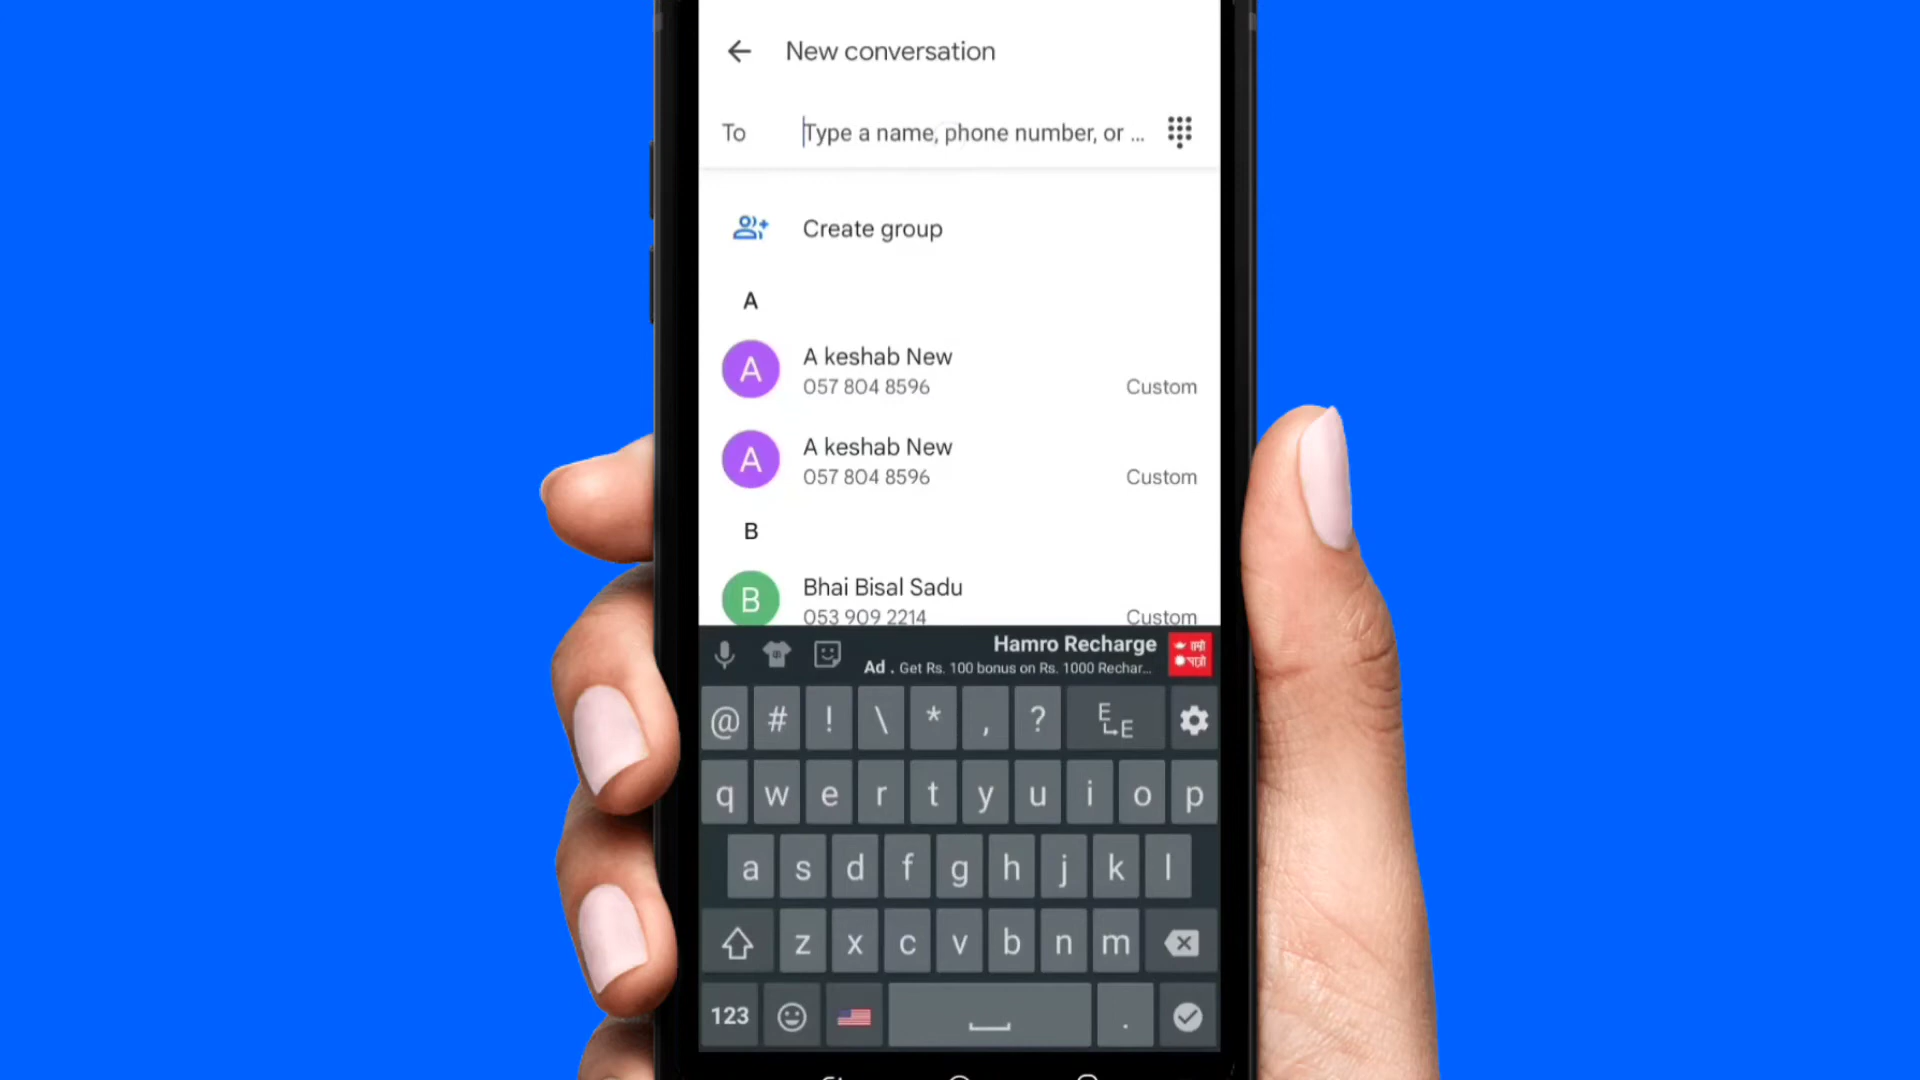 New conversation
To
Type a name, phone number, or ...
Create group
A
A
A keshab New
057 804 8596
Custom
A
A keshab New
057 804 8596
Custom
B
B
Bhai Bisal Sadu
053 909 2214
Custom
Hamro Recharge
Ad . Get Rs. 100 bonus on Rs. 1000 Rechar...
@ # ! \ * , ? E E
q w e r t y u i o p
a s d f g h j k l
z x c v b n m
123 .